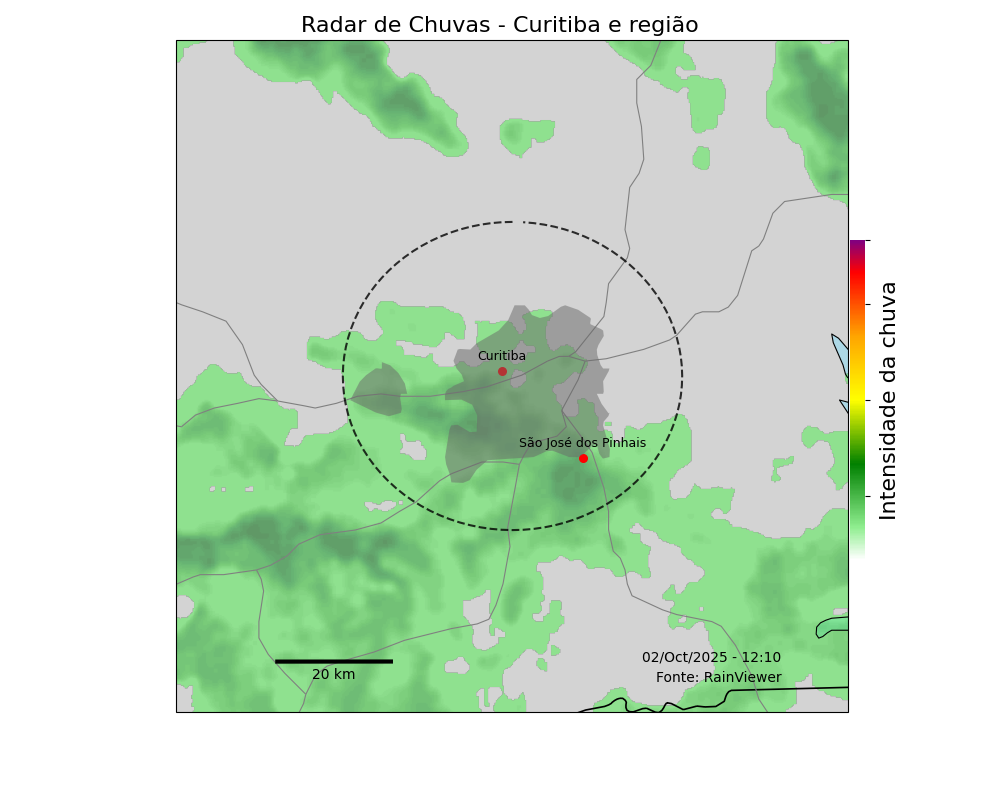 Radar de Chuvas - Curitiba e região
Curitiba
São José dos Pinhais
Intensidade da chuva
02/Oct/2025 - 12:10
Fonte: RainViewer
20 km